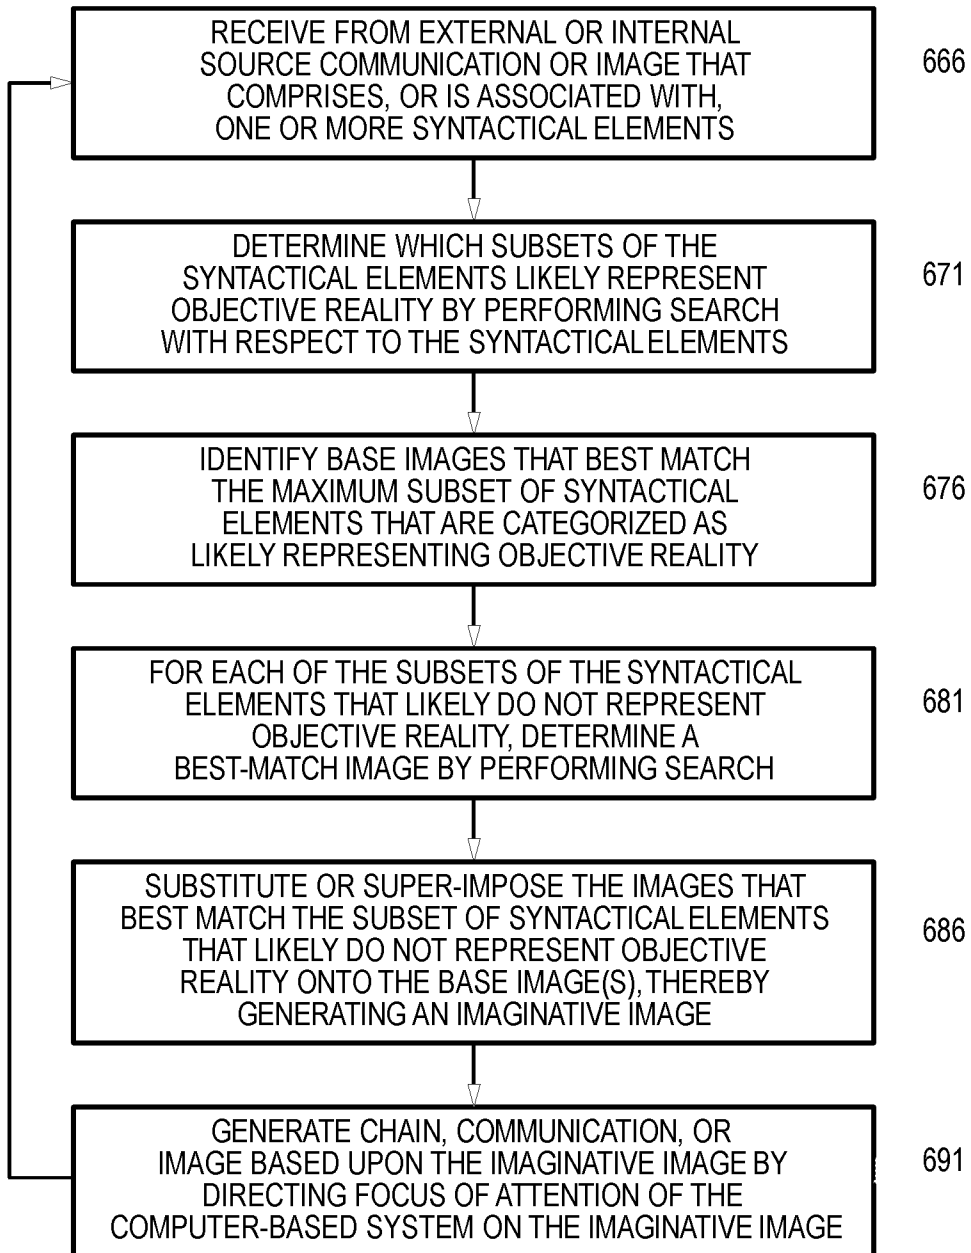 RECEIVE FROM EXTERNAL OR INTERNAL
SOURCE COMMUNICATION OR IMAGE THAT
COMPRISES, OR IS ASSOCIATED WITH,
ONE OR MORE SYNTACTICAL ELEMENTS
666
DETERMINE WHICH SUBSETS OF THE
SYNTACTICAL ELEMENTS LIKELY REPRESENT
OBJECTIVE REALITY BY PERFORMING SEARCH
WITH RESPECT TO THE SYNTACTICAL ELEMENTS
671
IDENTIFY BASE IMAGES THAT BEST MATCH
THE MAXIMUM SUBSET OF SYNTACTICAL
ELEMENTS THAT ARE CATEGORIZED AS
LIKELY REPRESENTING OBJECTIVE REALITY
676
FOR EACH OF THE SUBSETS OF THE SYNTACTICAL
ELEMENTS THAT LIKELY DO NOT REPRESENT
OBJECTIVE REALITY, DETERMINE A
BEST-MATCH IMAGE BY PERFORMING SEARCH
681
SUBSTITUTE OR SUPER-IMPOSE THE IMAGES THAT
BEST MATCH THE SUBSET OF SYNTACTICAL ELEMENTS
THAT LIKELY DO NOT REPRESENT OBJECTIVE
REALITY ONTO THE BASE IMAGE(S), THEREBY
GENERATING AN IMAGINATIVE IMAGE
686
GENERATE CHAIN, COMMUNICATION, OR
IMAGE BASED UPON THE IMAGINATIVE IMAGE BY
DIRECTING FOCUS OF ATTENTION OF THE
COMPUTER-BASED SYSTEM ON THE IMAGINATIVE IMAGE
691